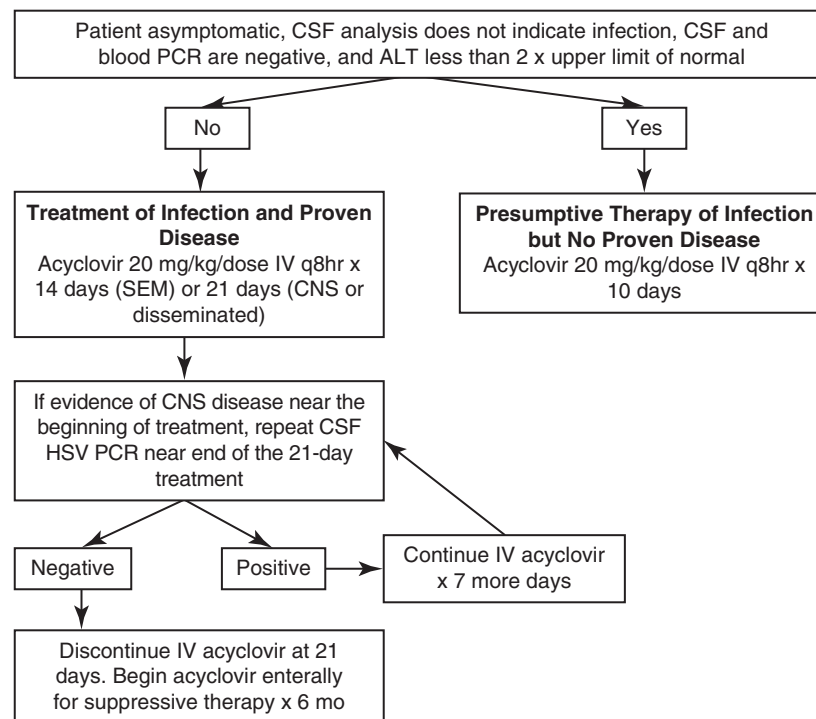 Patient asymptomatic, CSF analysis does not indicate infection, CSF and
blood PCR are negative, and ALT less than 2 x upper limit of normal
No
Yes
Treatment of Infection and Proven
Disease
Acyclovir 20 mg/kg/dose IV q8hr x
14 days (SEM) or 21 days (CNS or
disseminated)
Presumptive Therapy of Infection
but No Proven Disease
Acyclovir 20 mg/kg/dose IV q8hr x
10 days
If evidence of CNS disease near the
beginning of treatment, repeat CSF
HSV PCR near end of the 21-day
treatment
Negative
Positive
Continue IV acyclovir
x 7 more days
Discontinue IV acyclovir at 21
days. Begin acyclovir enterally
for suppressive therapy x 6 mo